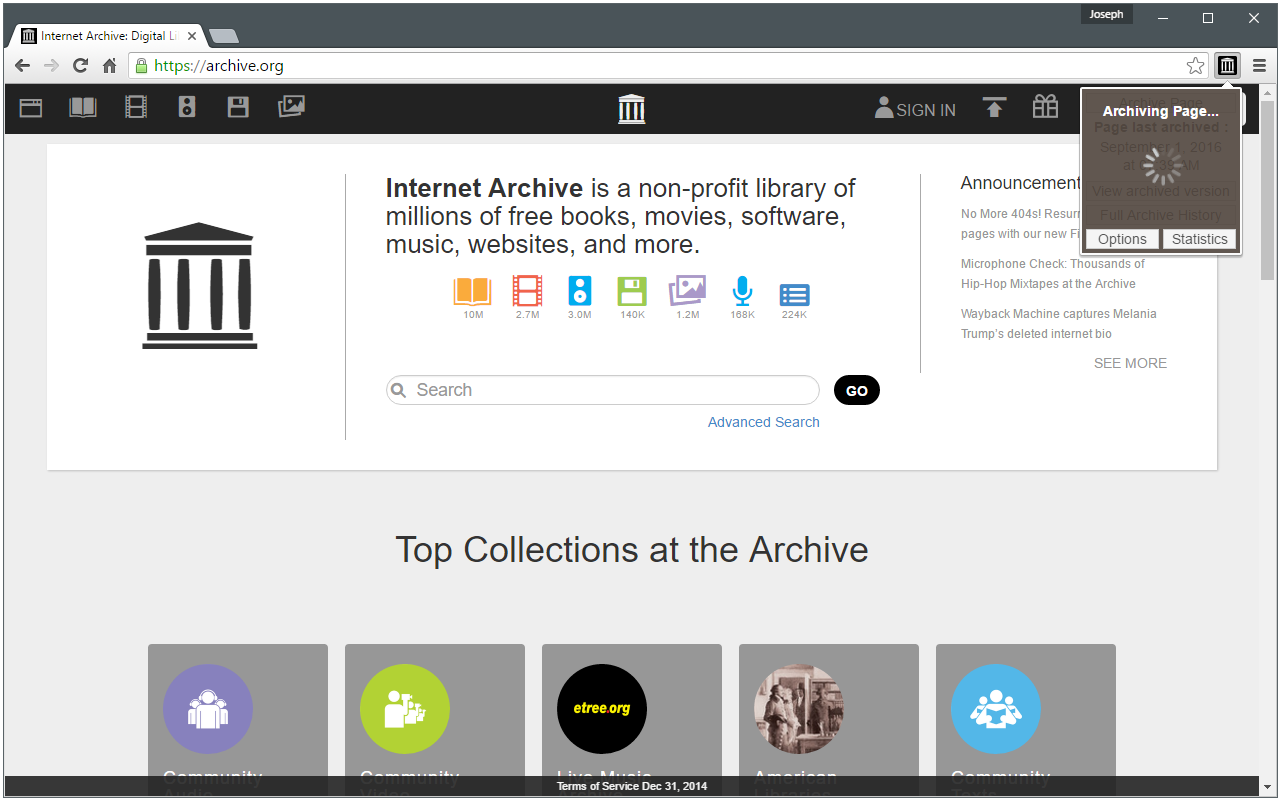 Joseph
Internet Archive: Digital Li
https://archive.org
SIGN IN
Archive Page
Archiving Page...
Page last archived :
September 1, 2016
View archived version
Full Archive History
Options
Statistics
Internet Archive is a non-profit library of
millions of free books, movies, software,
music, websites, and more.
10M
2.7M
3.0M
140K
1.2M
168K
224K
Search
GO
Advanced Search
Announcement
No More 404s! Resurr
pages with our new Fi
Microphone Check: Thousands of
Hip-Hop Mixtapes at the Archive
Wayback Machine captures Melania
Trump's deleted internet bio
SEE MORE
Top Collections at the Archive
etree.org
Community
Audio
Community
Video
Live Music
American
Libraries
Community
Texts
Terms of Service Dec 31, 2014